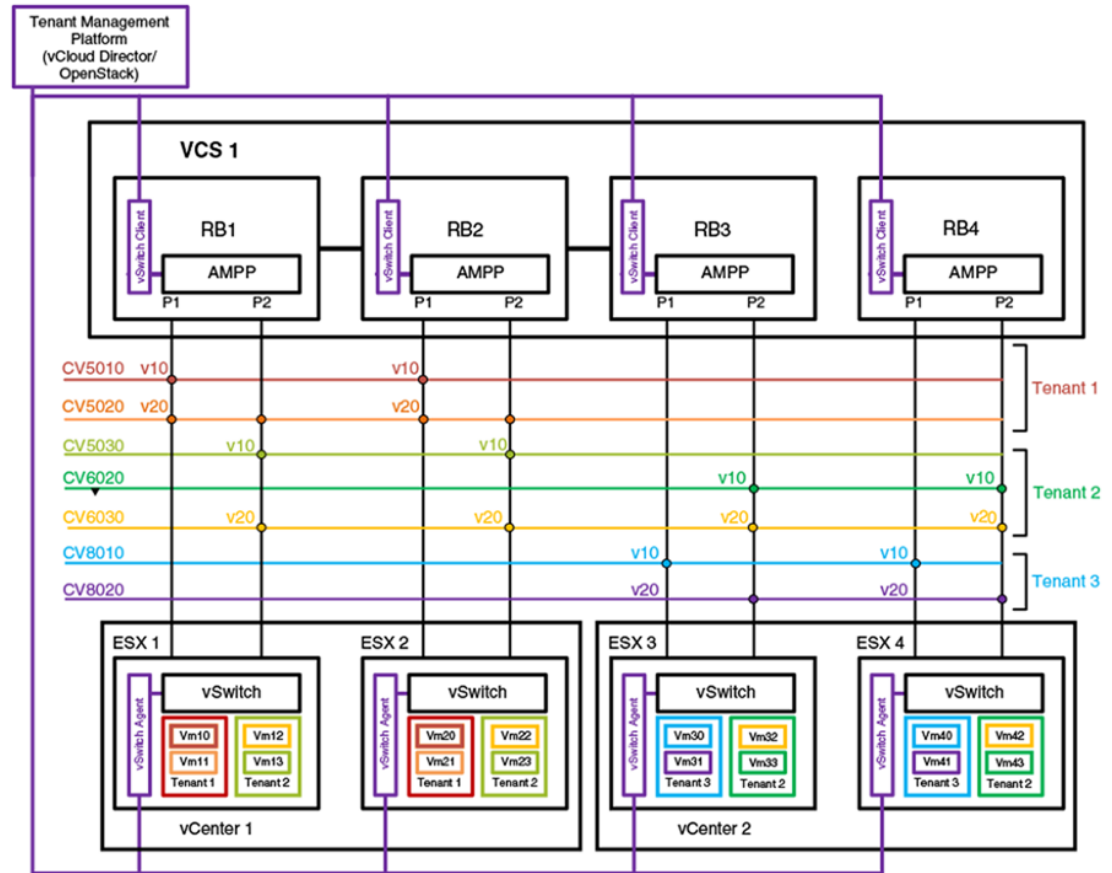 Tenant Management
Platform
(vCloud Director/
OpenStack)
VCS 1
vSwitch Client
RB1
AMPP
P1 P2
vSwitch Client
RB2
AMPP
P1 P2
vSwitch Client
RB3
AMPP
P1 P2
vSwitch Client
RB4
AMPP
P1 P2
CV5010 v10 v10
Tenant 1
CV5020 v20 v20
CV5030 v10 v10
CV6020 v10 v10
Tenant 2
CV6030 v20 v20 v20 v20
CV8010 v10 v10
Tenant 3
CV8020 v20 v20
ESX 1
vSwitch Agent
vSwitch
Vm10 Vm12
Vm11 Vm13
Tenant 1 Tenant 2
ESX 2
vSwitch Agent
vSwitch
Vm20 Vm22
Vm21 Vm23
Tenant 1 Tenant 2
vCenter 1
ESX 3
vSwitch Agent
vSwitch
Vm30 Vm32
Vm31 Vm33
Tenant 3 Tenant 2
ESX 4
vSwitch Agent
vSwitch
Vm40 Vm42
Vm41 Vm43
Tenant 3 Tenant 2
vCenter 2